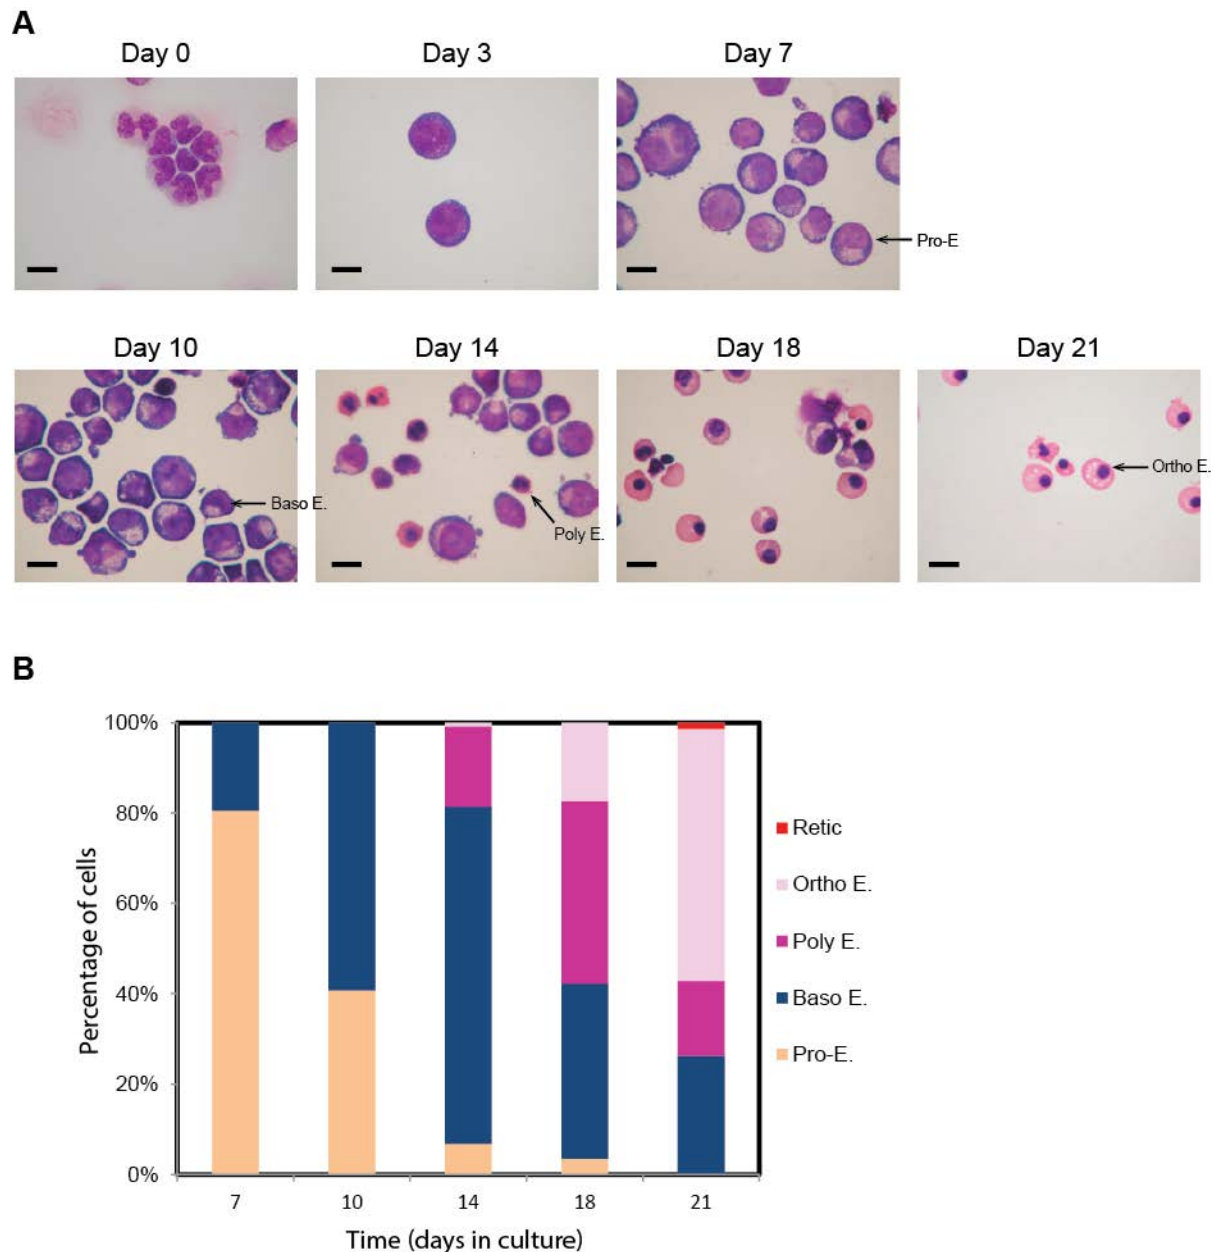 A
Day 0
Day 3
Day 7
Pro-E
Day 10
Day 14
Day 18
Day 21
Baso E.
Poly E.
Ortho E.
B
100%
80%
60%
40%
20%
0%
Percentage of cells
7
10
14
18
21
Time (days in culture)
Retic
Ortho E.
Poly E.
Baso E.
Pro-E.